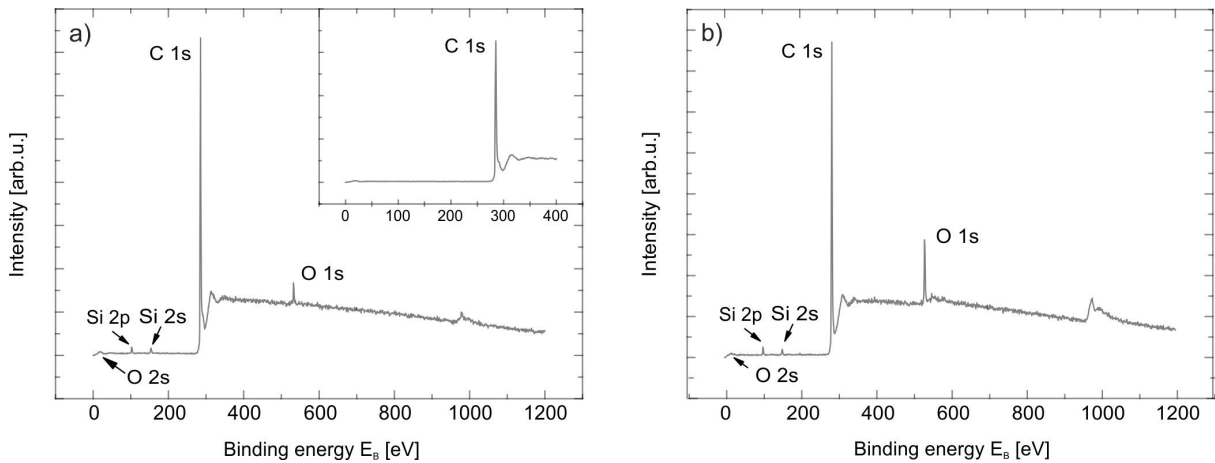 a)
C 1s
C 1s
0 100 200 300 400
O 1s
Si 2p
Si 2s
O 2s
Intensity [arb.u.]
0 200 400 600 800 1000 1200
Binding energy E_B [eV]
b)
C 1s
O 1s
Si 2p
Si 2s
O 2s
Intensity [arb.u.]
0 200 400 600 800 1000 1200
Binding energy E_B [eV]